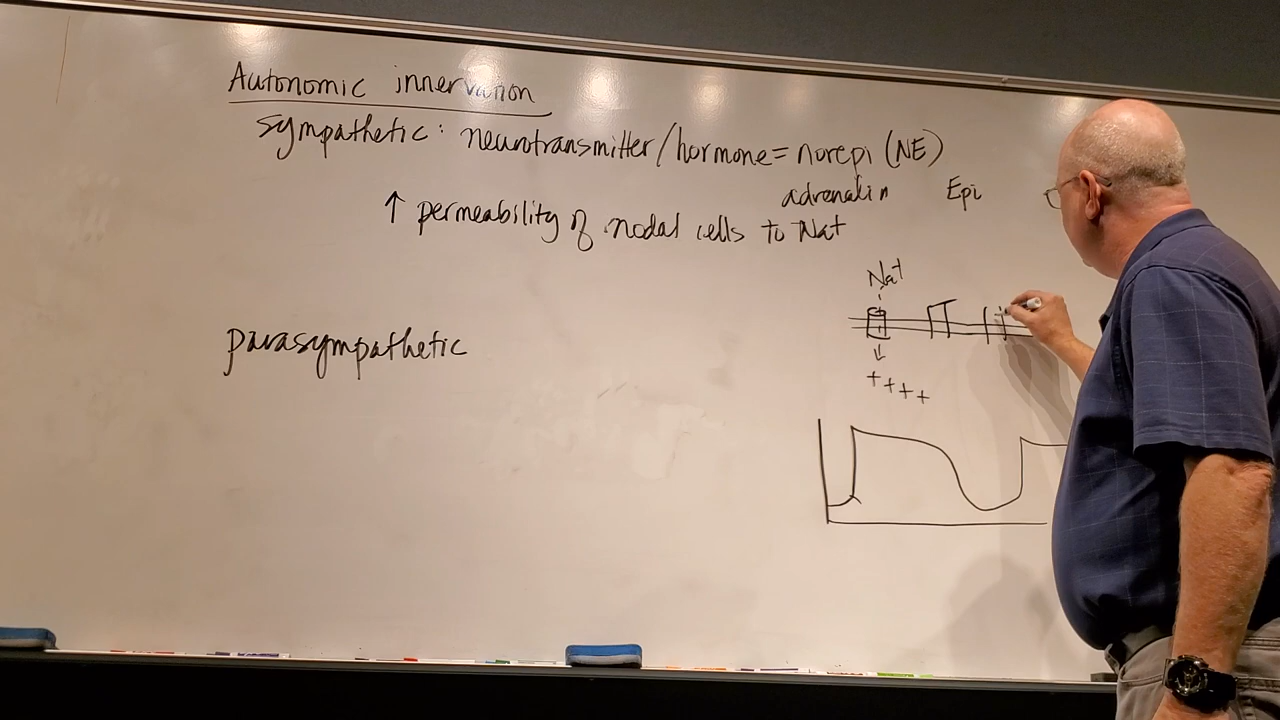 Autonomic innervation
sympathetic: neurotransmitter/hormone = norepi (NE)
adrenalin Epi
↑ permeability of nodal cells to Na+
Na+
++++
parasympathetic